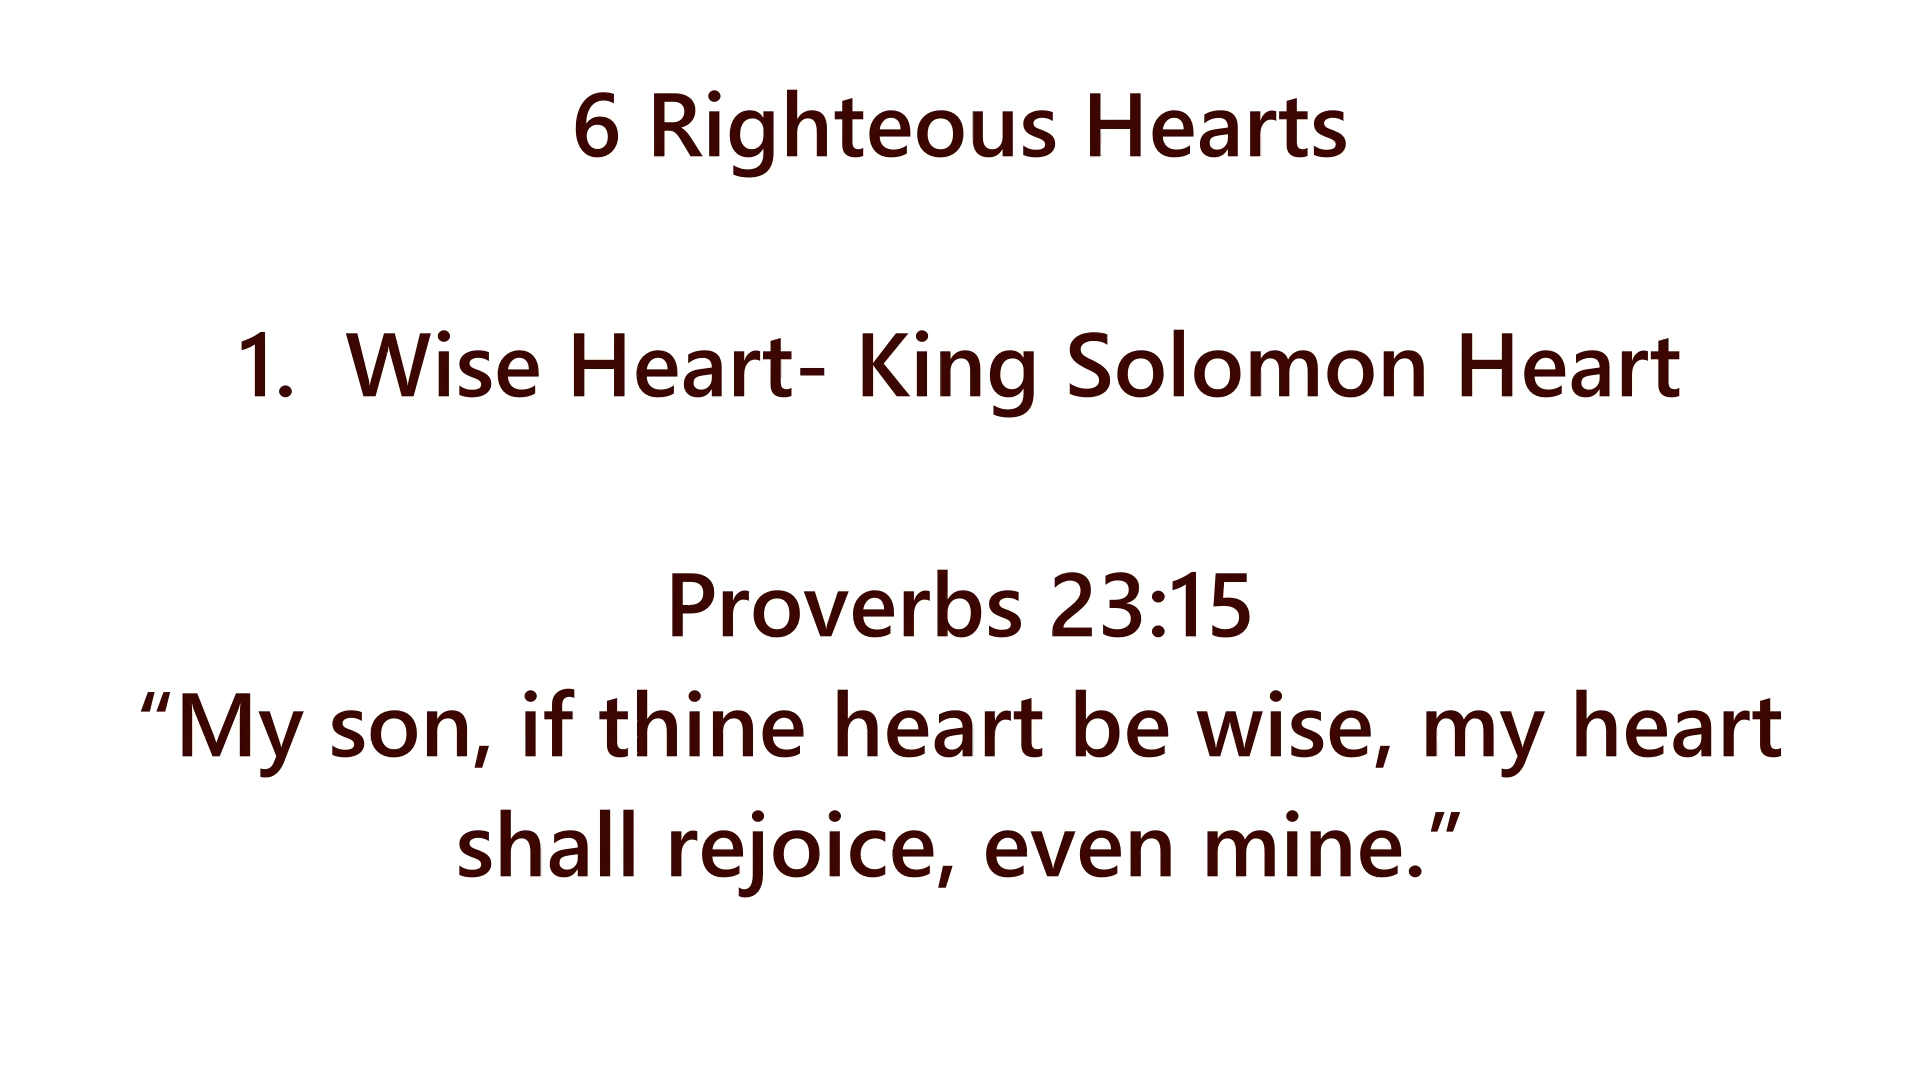 6 Righteous Hearts
1. Wise Heart- King Solomon Heart
Proverbs 23:15
“My son, if thine heart be wise, my heart
shall rejoice, even mine.”